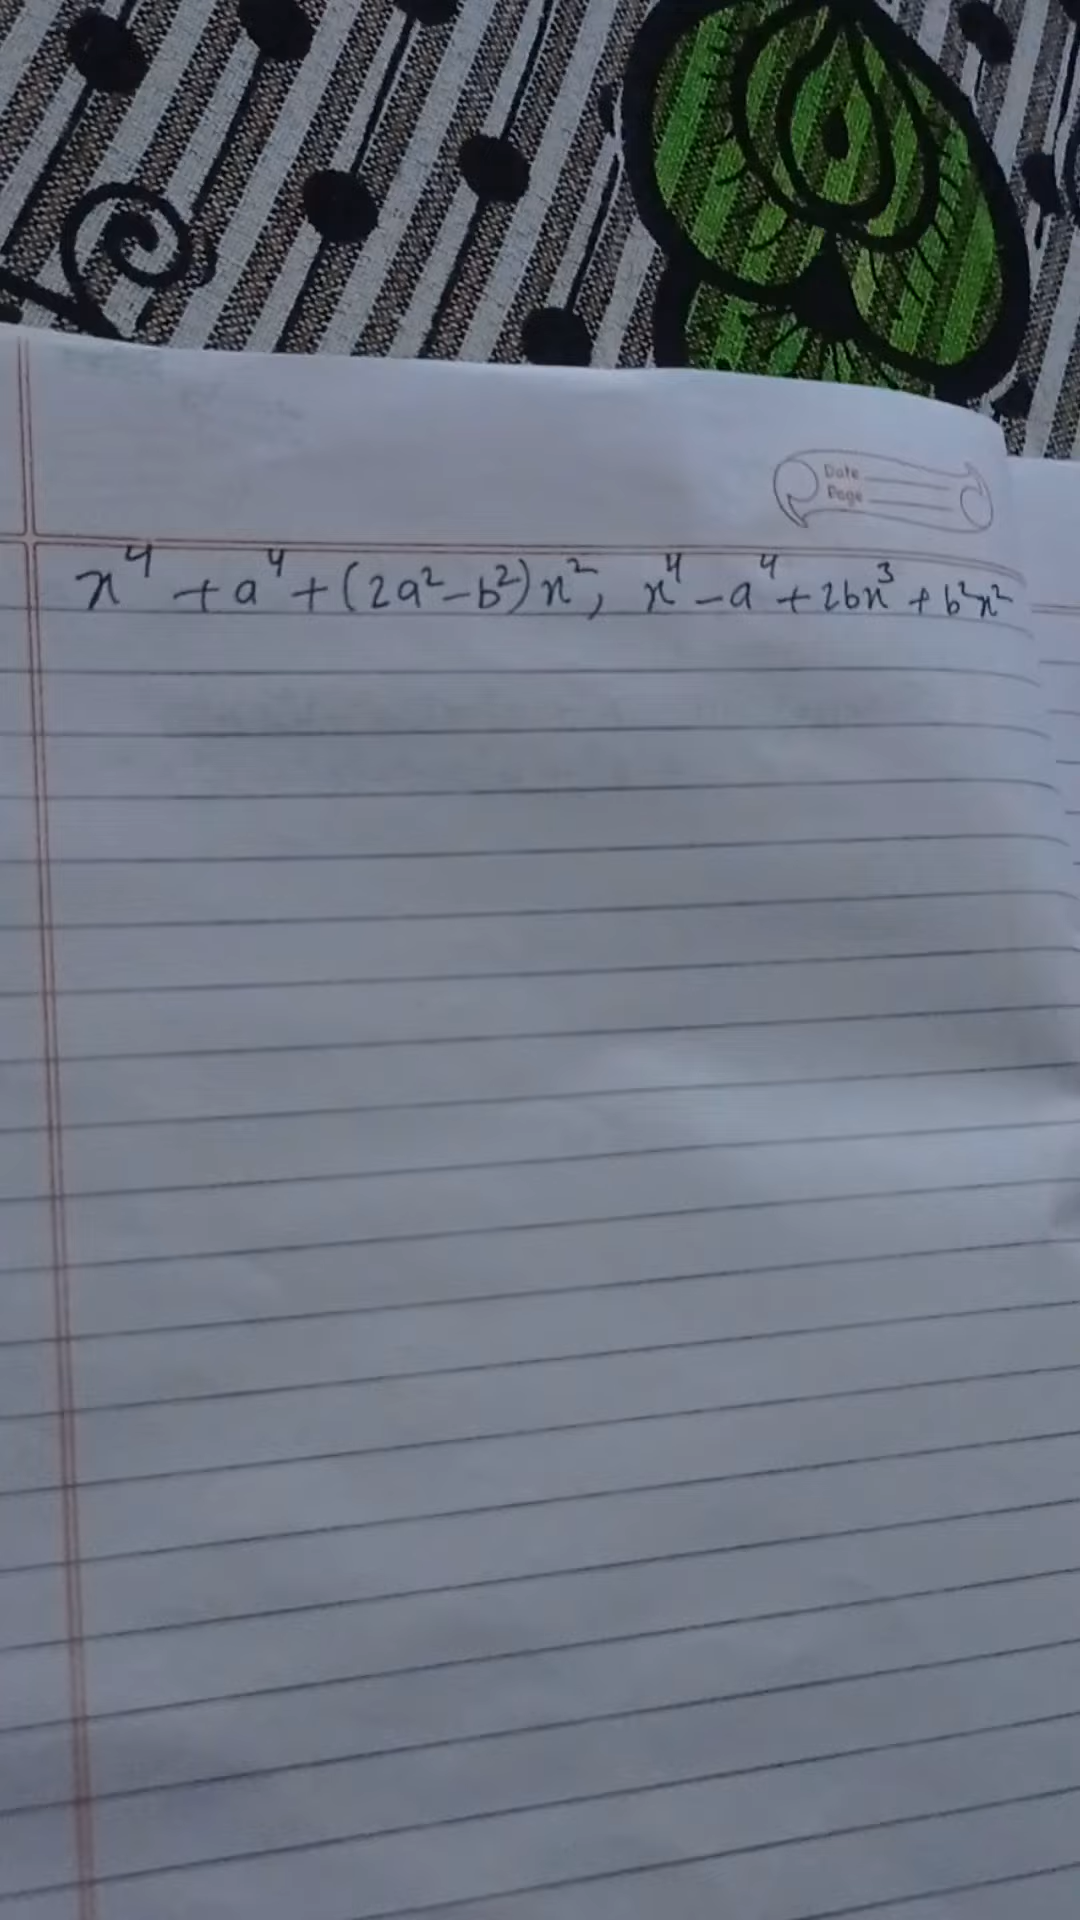 Date
Page
x⁴ + a⁴ + (2a² - b²) x², x⁴ - a⁴ + 2bx³ + b²x²